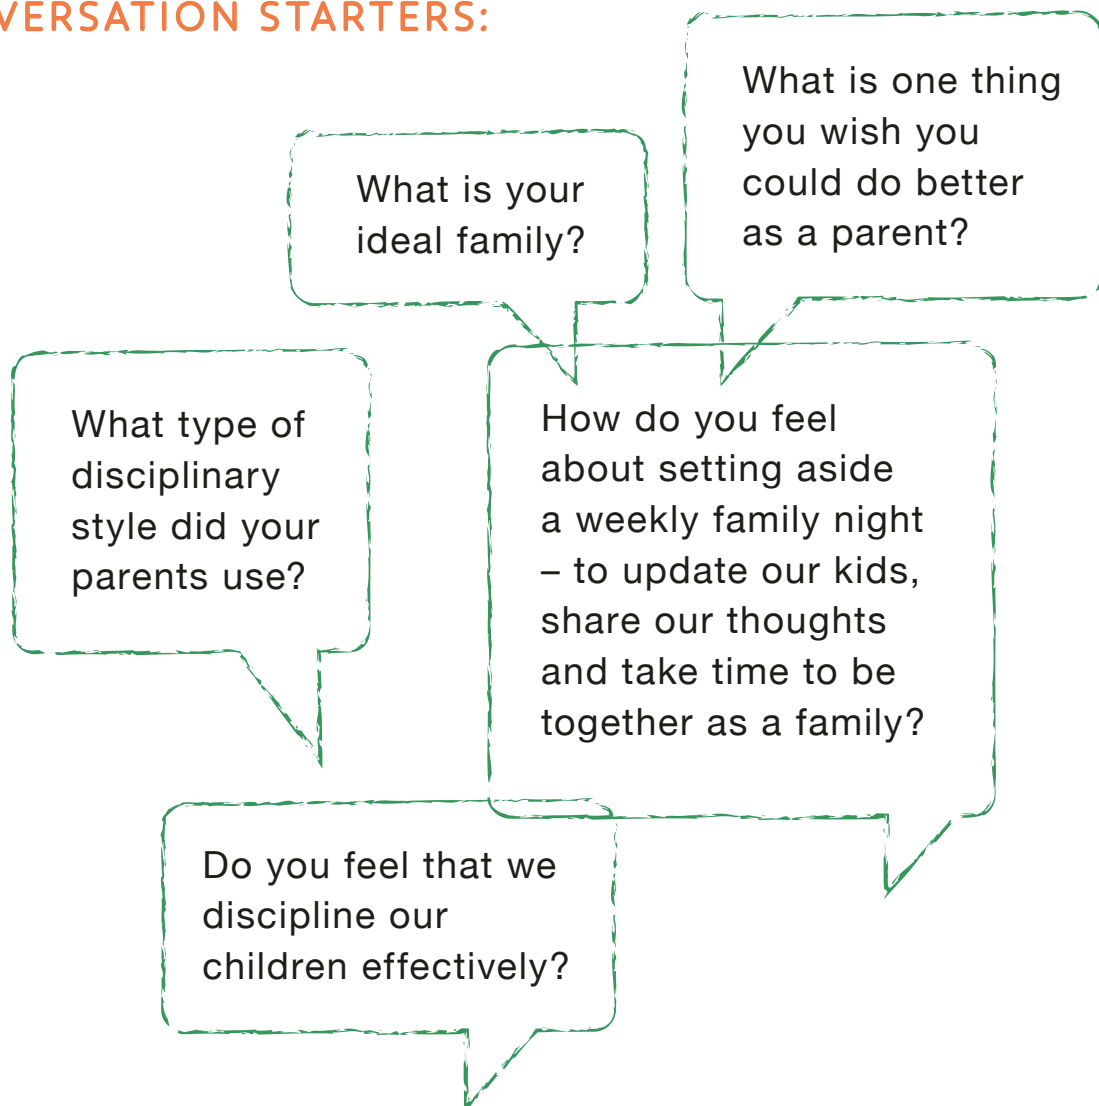 VERSATION STARTERS:
What is one thing
you wish you
could do better
as a parent?
What is your
ideal family?
What type of
disciplinary
style did your
parents use?
How do you feel
about setting aside
a weekly family night
– to update our kids,
share our thoughts
and take time to be
together as a family?
Do you feel that we
discipline our
children effectively?